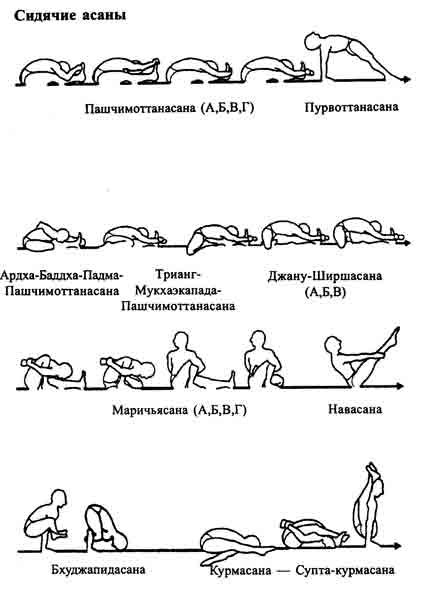 Сидячие асаны
Пашчимоттанасана (А,Б,В,Г)
Пурвоттанасана
Ардха-Баддха-Падма-
Пашчимоттанасана
Трианг-
Мукхаэкапада-
Пашчимоттанасана
Джану-Ширшасана
(А,Б,В)
Маричьясана (А,Б,В,Г)
Навасана
Бхуджапидасана
Курмасана — Супта-курмасана